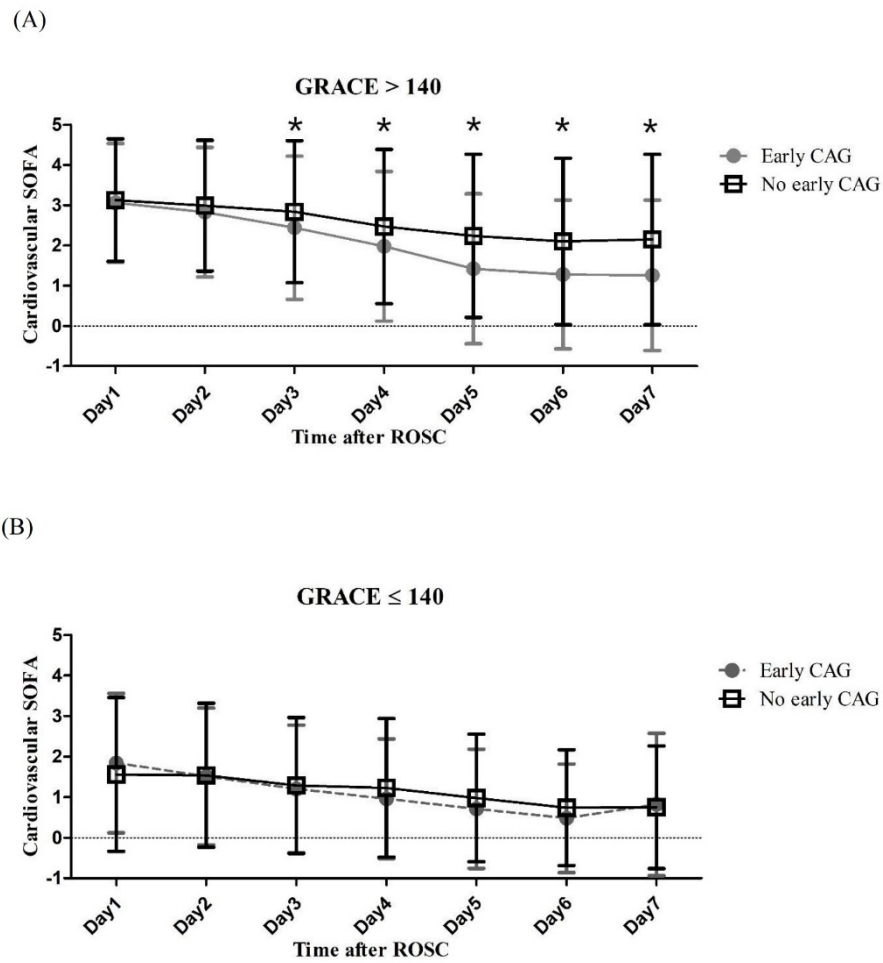 (A)
GRACE > 140
* * * * *
5
4
3
2
1
0
-1
Cardiovascular SOFA
Early CAG
No early CAG
Day1 Day2 Day3 Day4 Day5 Day6 Day7
Time after ROSC
(B)
GRACE ≤ 140
5
4
3
2
1
0
-1
Cardiovascular SOFA
Early CAG
No early CAG
Day1 Day2 Day3 Day4 Day5 Day6 Day7
Time after ROSC